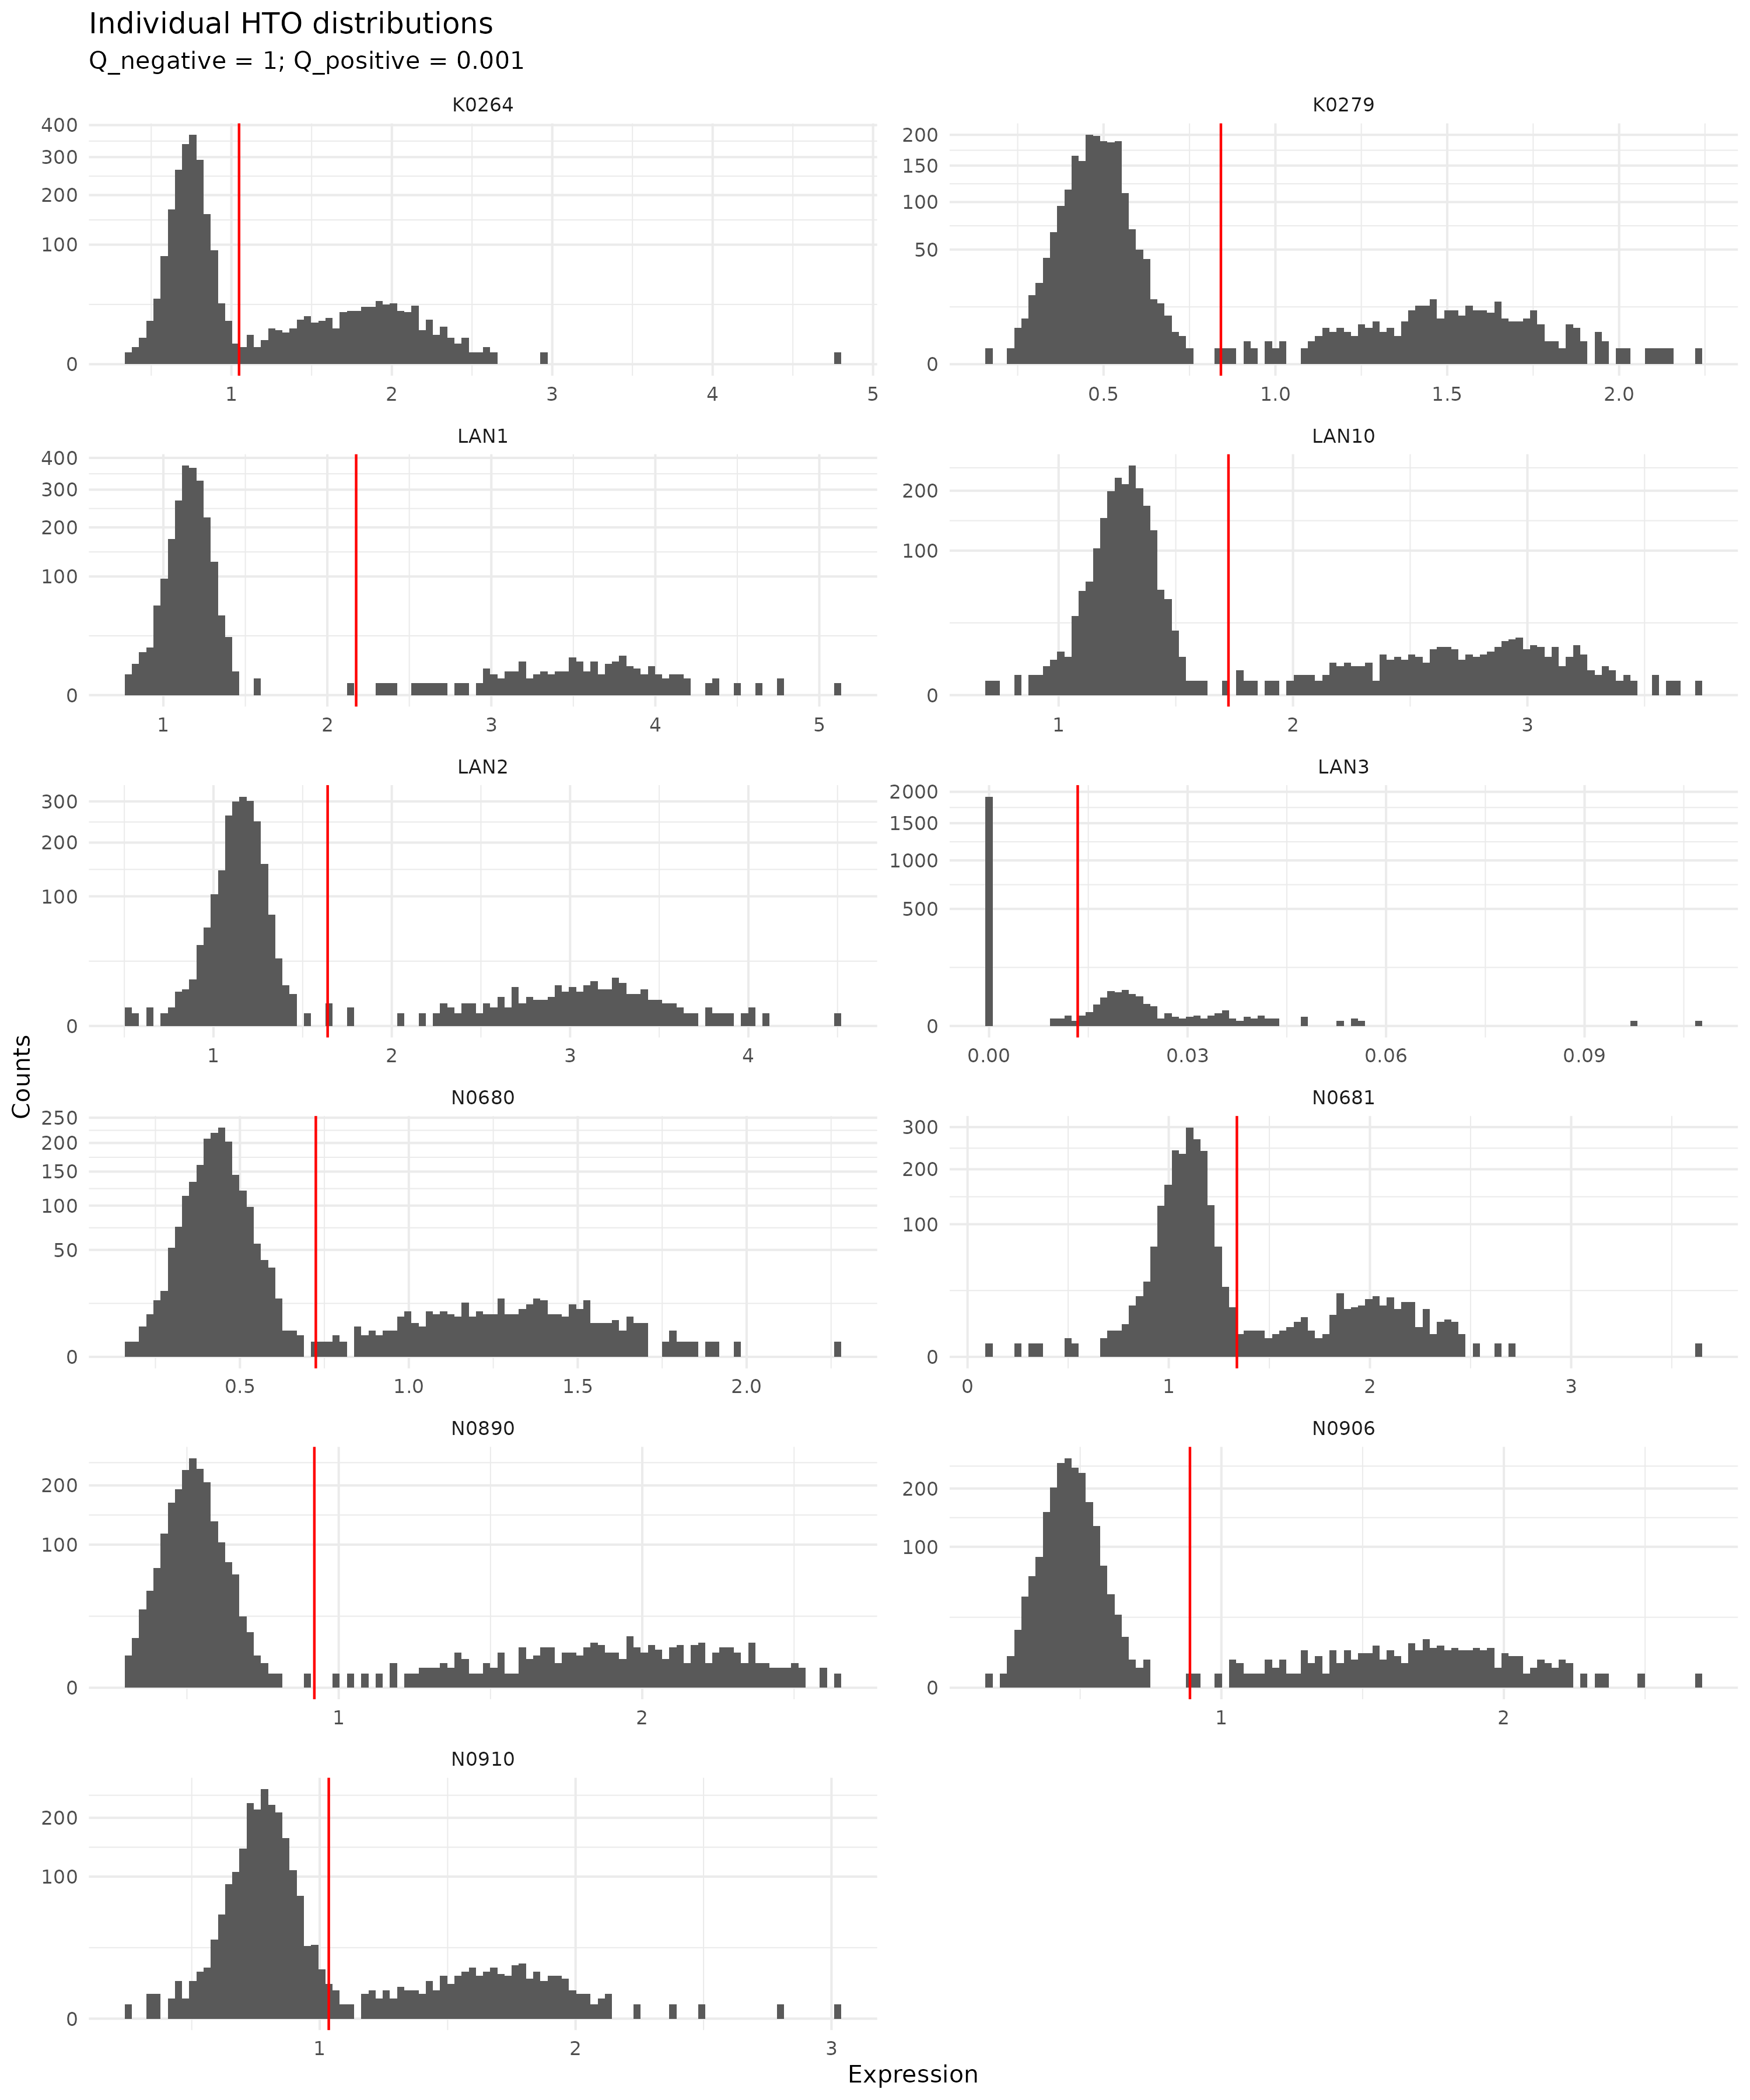 Individual HTO distributions
Q_negative = 1; Q_positive = 0.001
K0264
400
300
200
100
0
1 2 3 4 5
K0279
200
150
100
50
0
0.5 1.0 1.5 2.0
LAN1
400
300
200
100
0
1 2 3 4 5
LAN10
200
100
0
1 2 3
LAN2
300
200
100
0
1 2 3 4
LAN3
2000
1500
1000
500
0
0.00 0.03 0.06 0.09
Counts
N0680
250
200
150
100
50
0
0.5 1.0 1.5 2.0
N0681
300
200
100
0
0 1 2 3
N0890
200
100
0
1 2
N0906
200
100
0
1 2
N0910
200
100
0
1 2 3
Expression